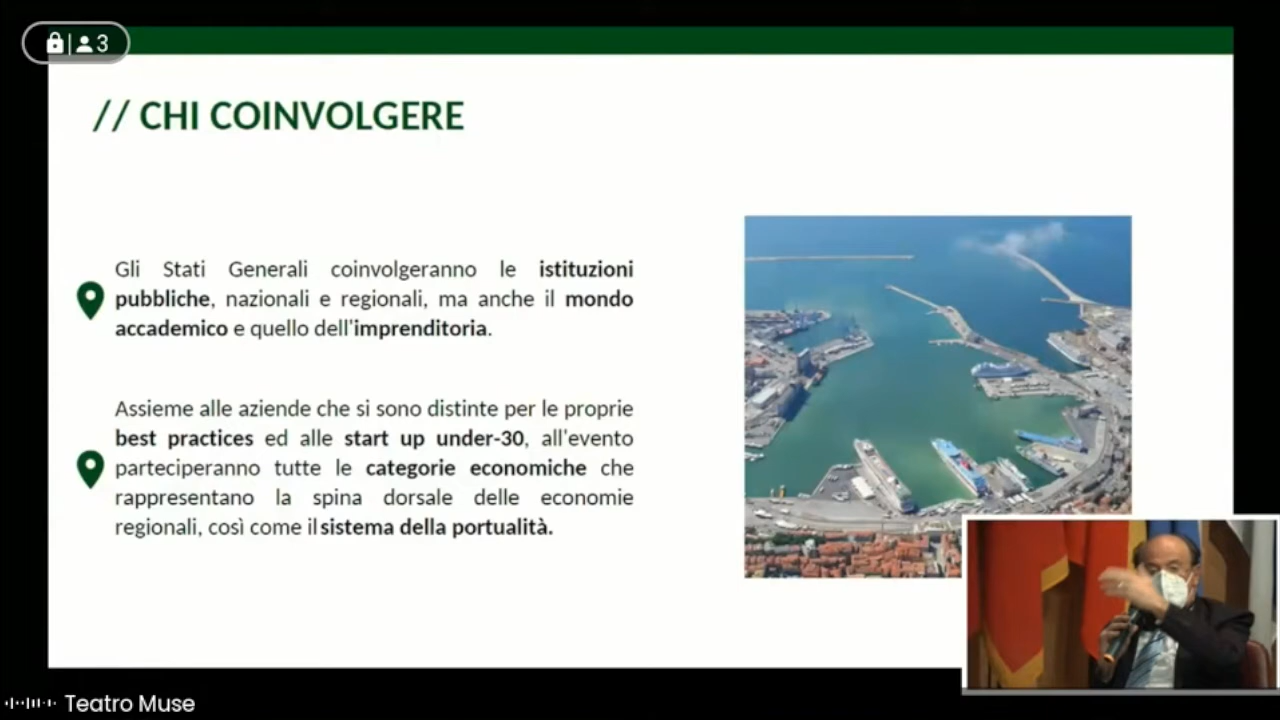 3
// CHI COINVOLGERE
Gli Stati Generali coinvolgeranno le istituzioni
pubbliche, nazionali e regionali, ma anche il mondo
accademico e quello dell'imprenditoria.
Assieme alle aziende che si sono distinte per le proprie
best practices ed alle start up under-30, all'evento
parteciperanno tutte le categorie economiche che
rappresentano la spina dorsale delle economie
regionali, così come il sistema della portualità.
Teatro Muse